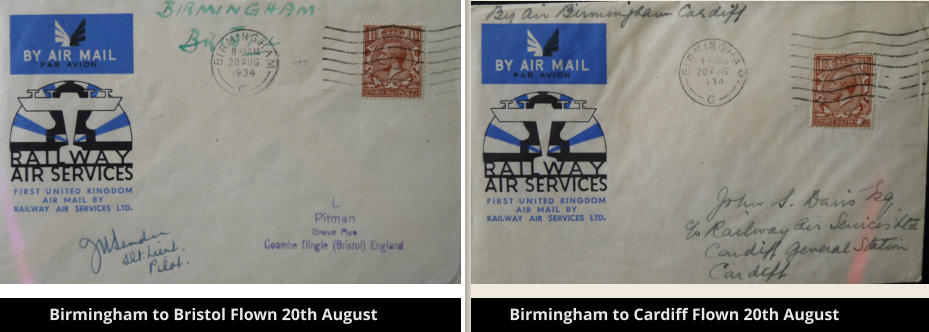 BIRMINGHAM
BY AIR MAIL
PAR AVION
BIRMINGHAM
20 AUG
1934
G
RAILWAY
AIR SERVICES
FIRST UNITED KINGDOM
AIR MAIL BY
RAILWAY AIR SERVICES LTD.
L
Pitman
Grove Mus
Coombe Dingle (Bristol) England
Pilot.
Birmingham to Bristol Flown 20th August
By Air Birmingham Cardiff
BY AIR MAIL
PAR AVION
BIRMINGHAM
20 AUG
1934
G
RAILWAY
AIR SERVICES
FIRST UNITED KINGDOM
AIR MAIL BY
RAILWAY AIR SERVICES LTD.
John S. Davis Esq.
c/o Railway Air Services Ltd
Cardiff General Station
Cardiff
Birmingham to Cardiff Flown 20th August